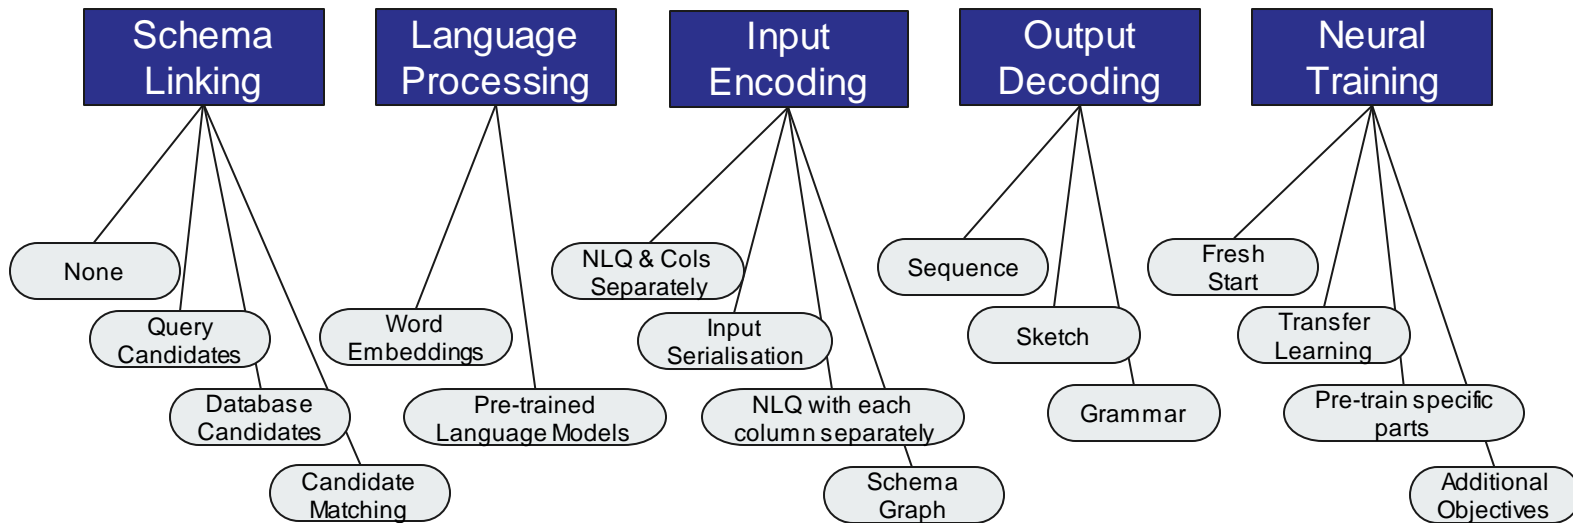 Schema
Linking
Language
Processing
Input
Encoding
Output
Decoding
Neural
Training
None
Query
Candidates
Database
Candidates
Candidate
Matching
Word
Embeddings
Pre-trained
Language Models
NLQ & Cols
Separately
Input
Serialisation
NLQ with each
column separately
Schema
Graph
Sequence
Sketch
Grammar
Fresh
Start
Transfer
Learning
Pre-train specific
parts
Additional
Objectives